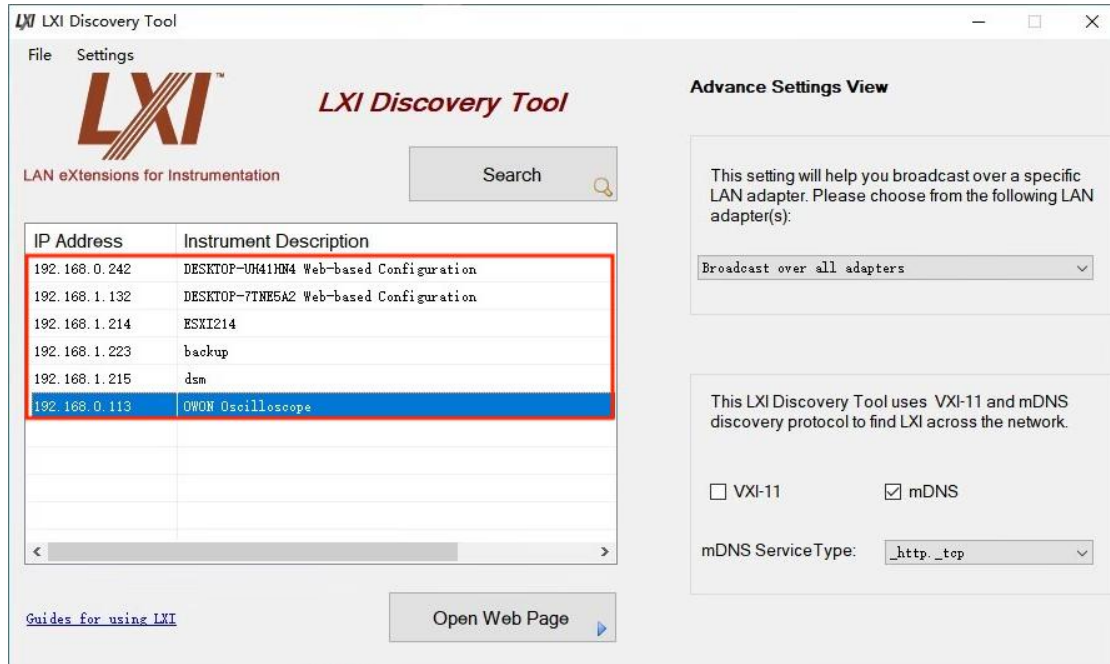 LXI LXI Discovery Tool
File Settings
LXI™
LAN eXtensions for Instrumentation
LXI Discovery Tool
Search
IP Address Instrument Description
192.168.0.242 DESKTOP-UH41HN4 Web-based Configuration
192.168.1.132 DESKTOP-7TNE5A2 Web-based Configuration
192.168.1.214 ESXI214
192.168.1.223 backup
192.168.1.215 dsm
192.168.0.113 OWON Oscilloscope
Guides for using LXI
Open Web Page
Advance Settings View
This setting will help you broadcast over a specific
LAN adapter. Please choose from the following LAN
adapter(s):
Broadcast over all adapters
This LXI Discovery Tool uses VXI-11 and mDNS
discovery protocol to find LXI across the network.
VXI-11 mDNS
mDNS ServiceType: _http._tcp